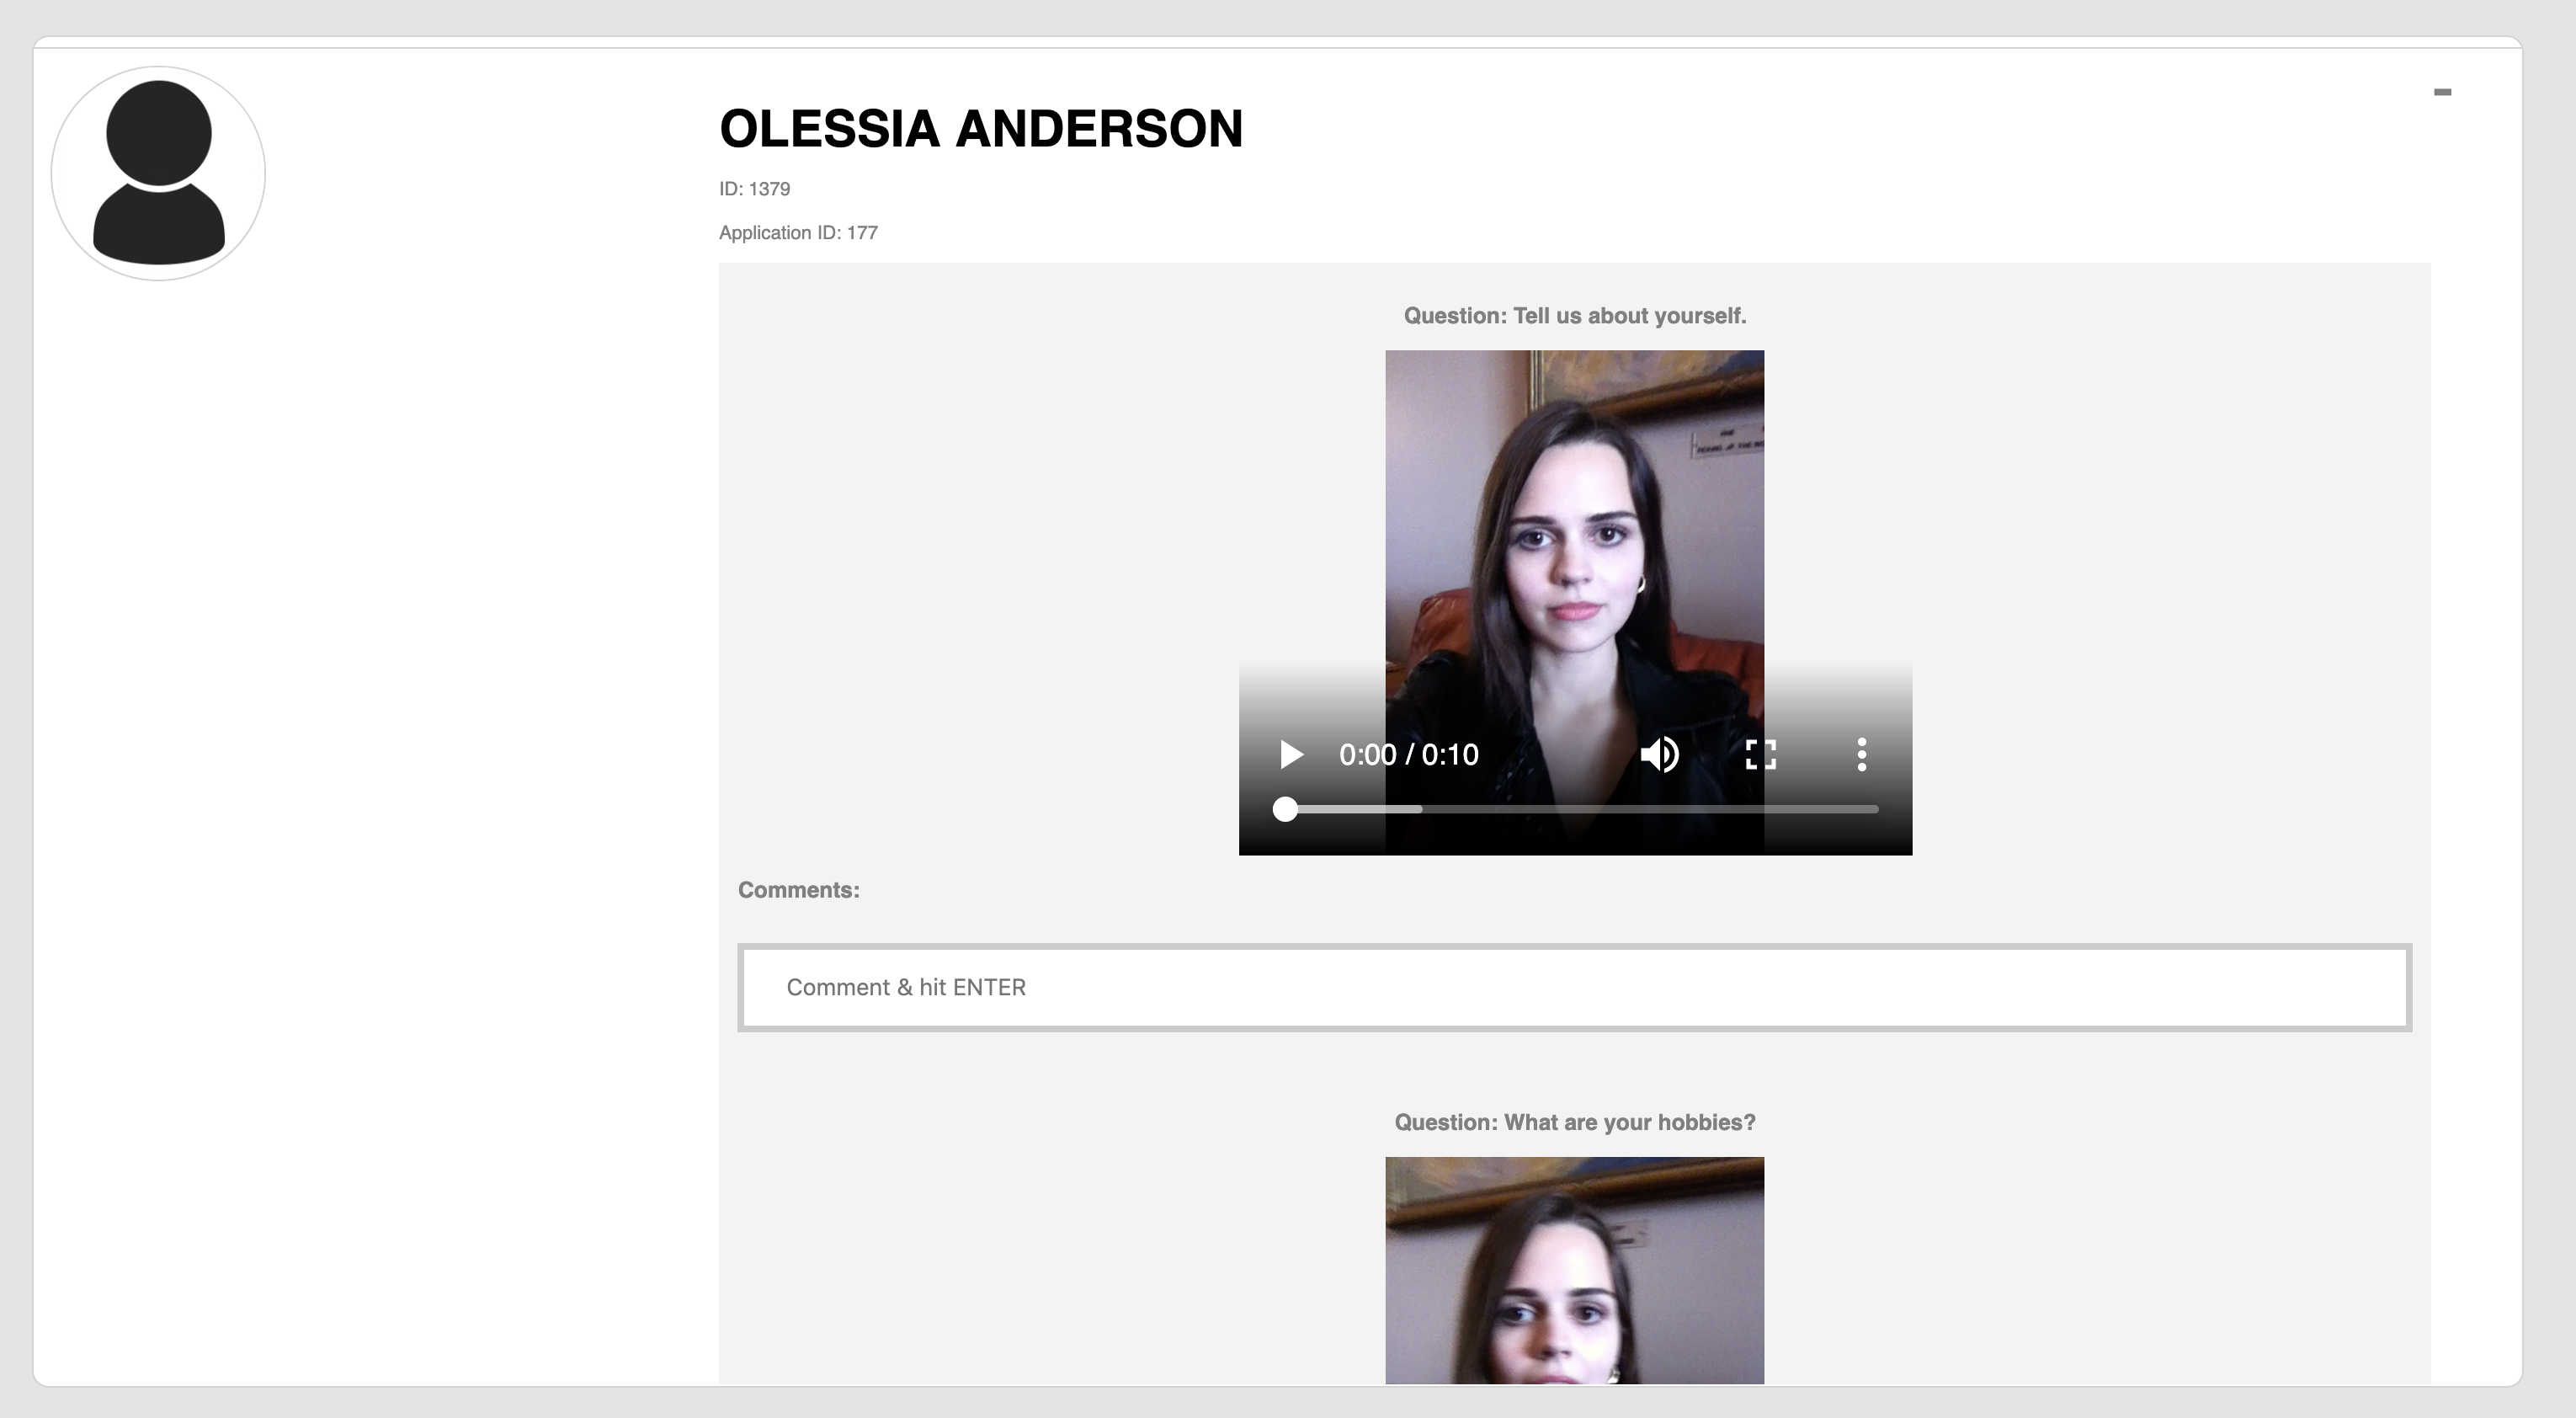 OLESSIA ANDERSON
ID: 1379
Application ID: 177
Question: Tell us about yourself.
0:00 / 0:10
Comments:
Comment & hit ENTER
Question: What are your hobbies?